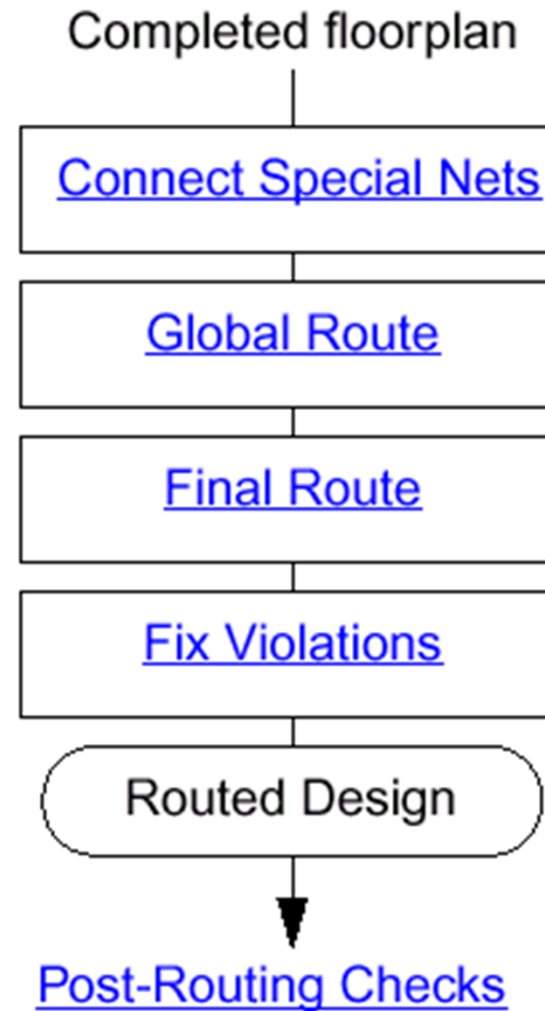 Completed floorplan
Connect Special Nets
Global Route
Final Route
Fix Violations
Routed Design
Post-Routing Checks